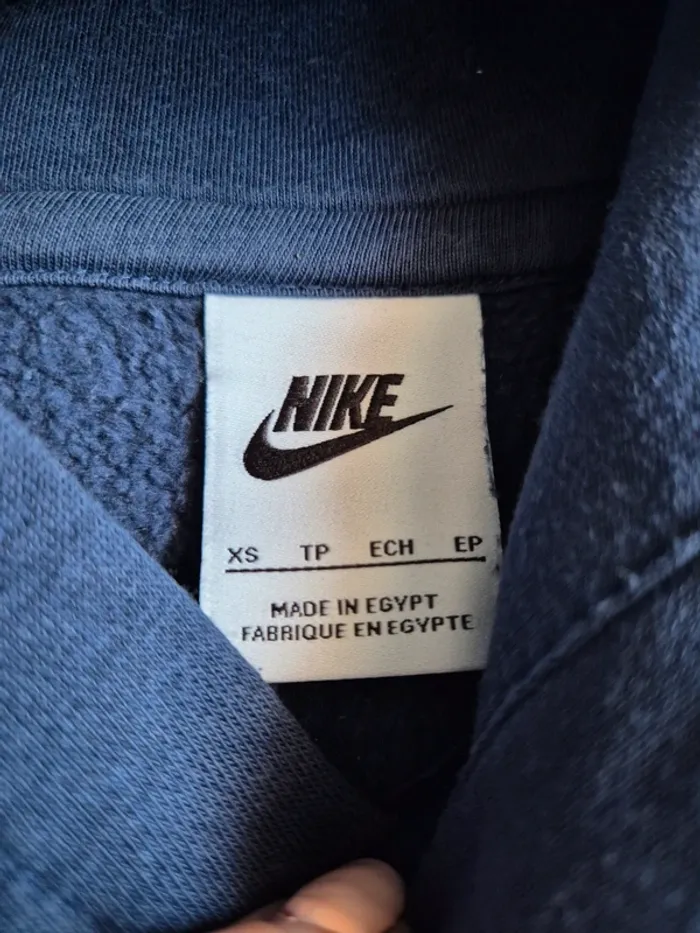 NIKE
XS TP ECH EP
MADE IN EGYPT
FABRIQUE EN EGYPTE